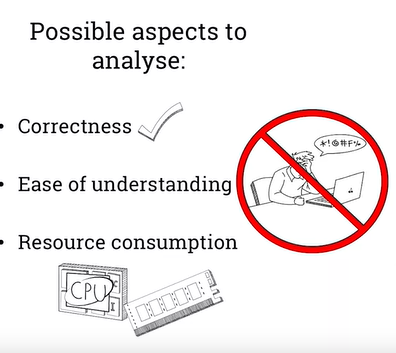 Possible aspects to
analyse:
• Correctness
• Ease of understanding
*!@#F%
• Resource consumption
CPU